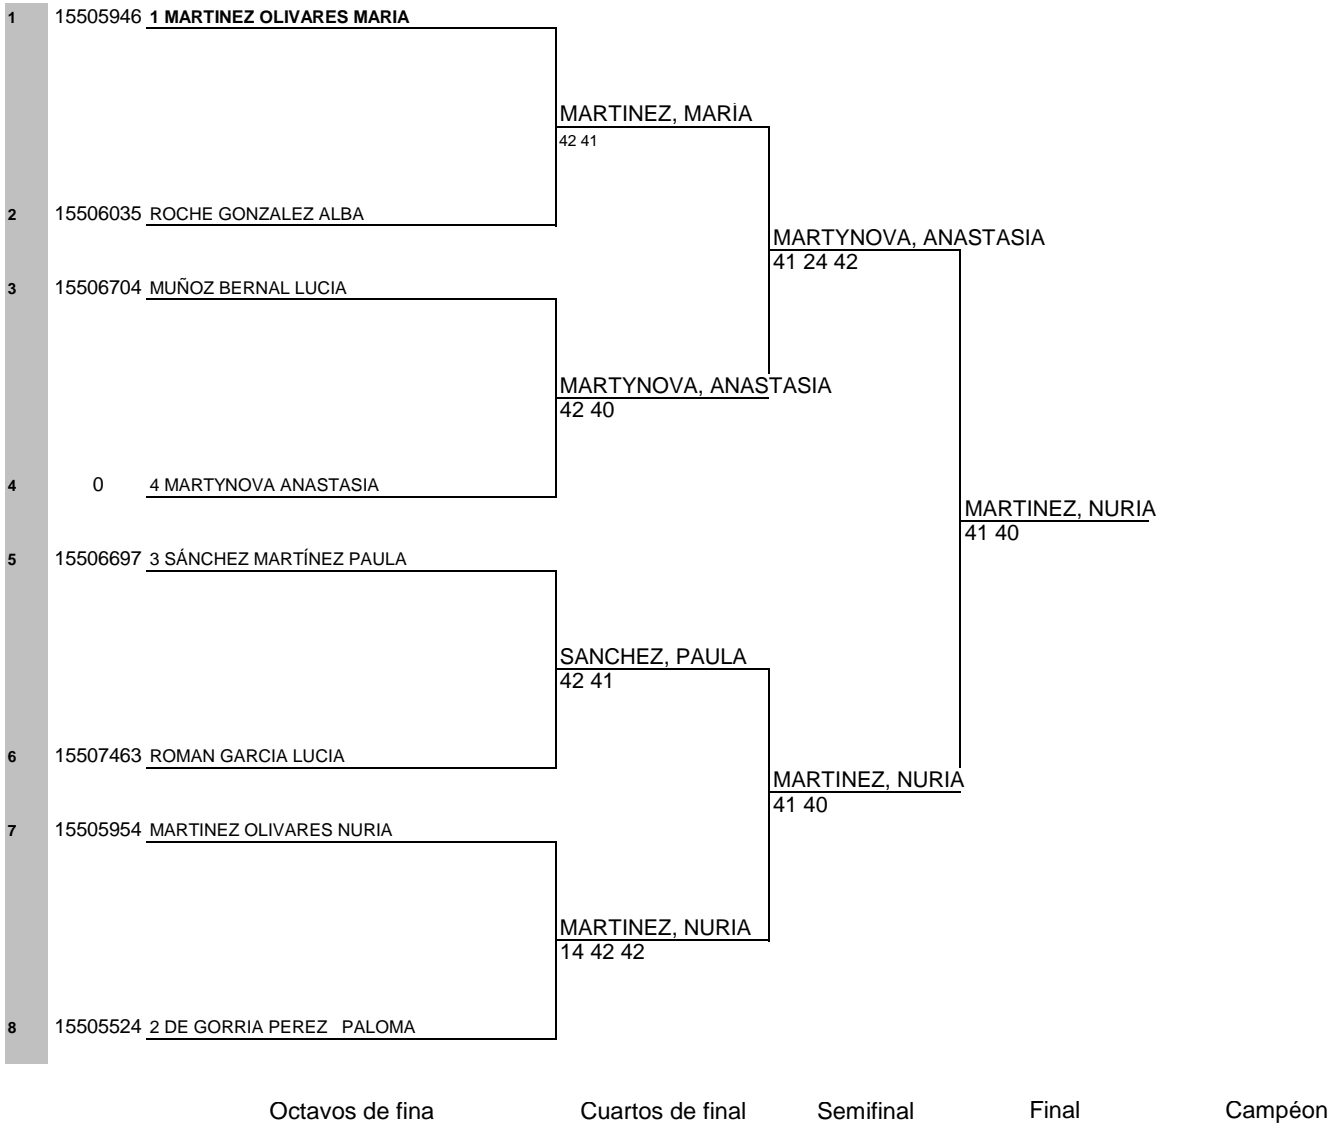 1 15505946 1 MARTINEZ OLIVARES MARIA
MARTINEZ, MARÍA
42 41
2 15506035 ROCHE GONZALEZ ALBA
MARTYNOVA, ANASTASIA
41 24 42
3 15506704 MUÑOZ BERNAL LUCIA
MARTYNOVA, ANASTASIA
42 40
4 0 4 MARTYNOVA ANASTASIA
MARTINEZ, NURIA
41 40
5 15506697 3 SÁNCHEZ MARTÍNEZ PAULA
SANCHEZ, PAULA
42 41
6 15507463 ROMAN GARCIA LUCIA
MARTINEZ, NURIA
41 40
7 15505954 MARTINEZ OLIVARES NURIA
MARTINEZ, NURIA
14 42 42
8 15505524 2 DE GORRIA PEREZ PALOMA
Octavos de fina Cuartos de final Semifinal Final Campéon